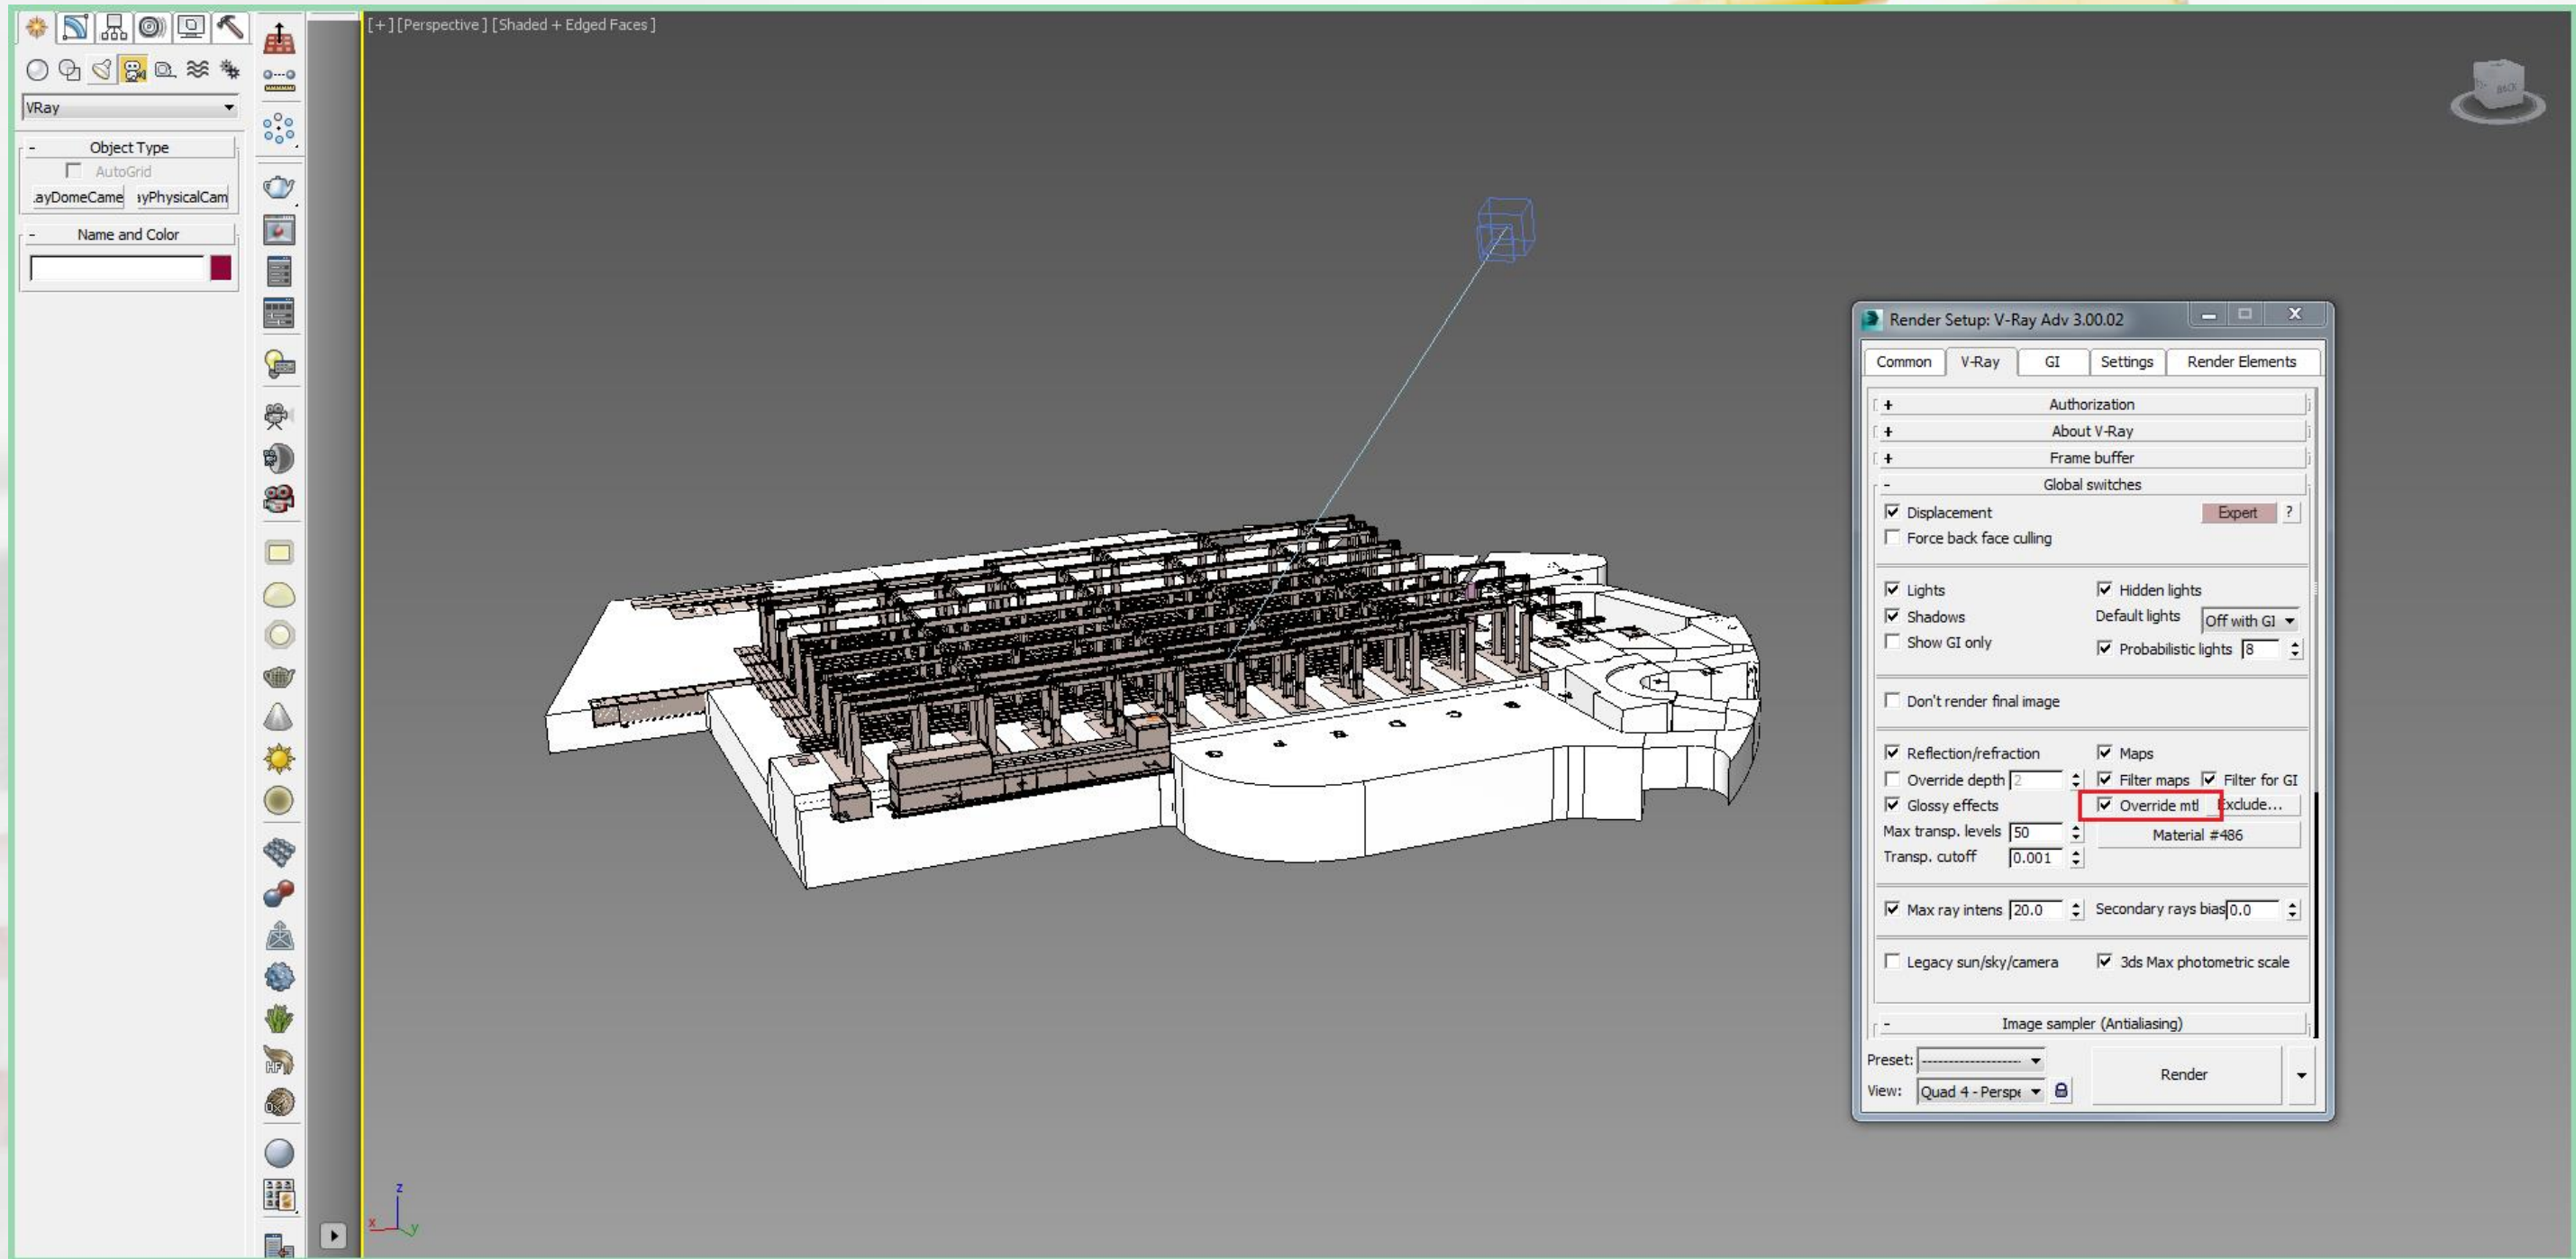 [+] [Perspective] [Shaded + Edged Faces]
VRay
- Object Type
AutoGrid
.ayDomeCame ayPhysicalCam
- Name and Color
HF
BACK
z
x y
Render Setup: V-Ray Adv 3.00.02
Common V-Ray GI Settings Render Elements
+ Authorization
+ About V-Ray
+ Frame buffer
- Global switches
Displacement Expert ?
Force back face culling
Lights Hidden lights
Shadows Default lights Off with GI
Show GI only Probabilistic lights 8
Don't render final image
Reflection/refraction Maps
Override depth 2 Filter maps Filter for GI
Glossy effects Override mtl Exclude...
Max transp. levels 50 Material #486
Transp. cutoff 0.001
Max ray intens 20.0 Secondary rays bias 0.0
Legacy sun/sky/camera 3ds Max photometric scale
- Image sampler (Antialiasing)
Preset: --------------------
View: Quad 4 - Perspe Render